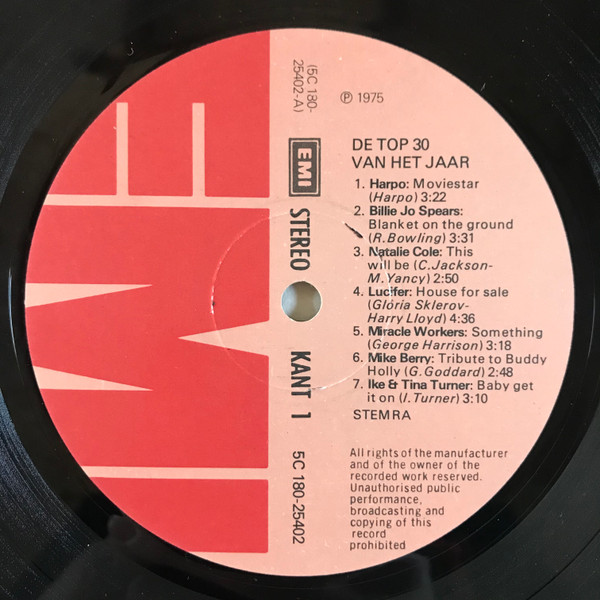 EMI
(5C 180-
25402-A)
℗ 1975
EMI
STEREO
KANT 1
5C 180-25402
DE TOP 30
VAN HET JAAR
1. Harpo: Moviestar
(Harpo) 3:22
2. Billie Jo Spears:
Blanket on the ground
(R.Bowling) 3:31
3. Natalie Cole: This
will be (C.Jackson-
M.Yancy) 2:50
4. Lucifer: House for sale
(Glória Sklerov-
Harry Lloyd) 4:36
5. Miracle Workers: Something
(George Harrison) 3:18
6. Mike Berry: Tribute to Buddy
Holly (G.Goddard) 2:48
7. Ike & Tina Turner: Baby get
it on (I.Turner) 3:10
STEMRA
All rights of the manufacturer
and of the owner of the
recorded work reserved.
Unauthorised public
performance,
broadcasting and
copying of this
record
prohibited